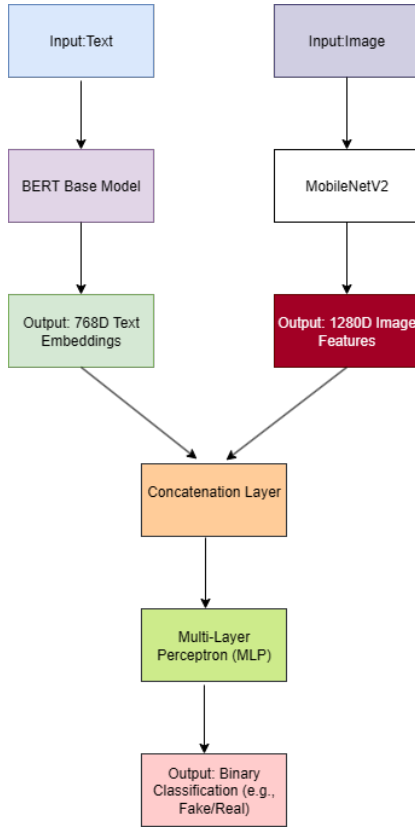 Input:Text
Input:Image
BERT Base Model
MobileNetV2
Output: 768D Text
Embeddings
Output: 1280D Image
Features
Concatenation Layer
Multi-Layer
Perceptron (MLP)
Output: Binary
Classification (e.g.,
Fake/Real)